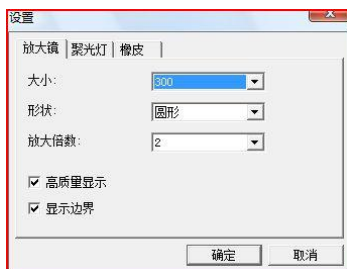 设置
放大镜 聚光灯 橡皮
大小: 300
形状: 圆形
放大倍数: 2
高质里显示
显示边界
确定 取消